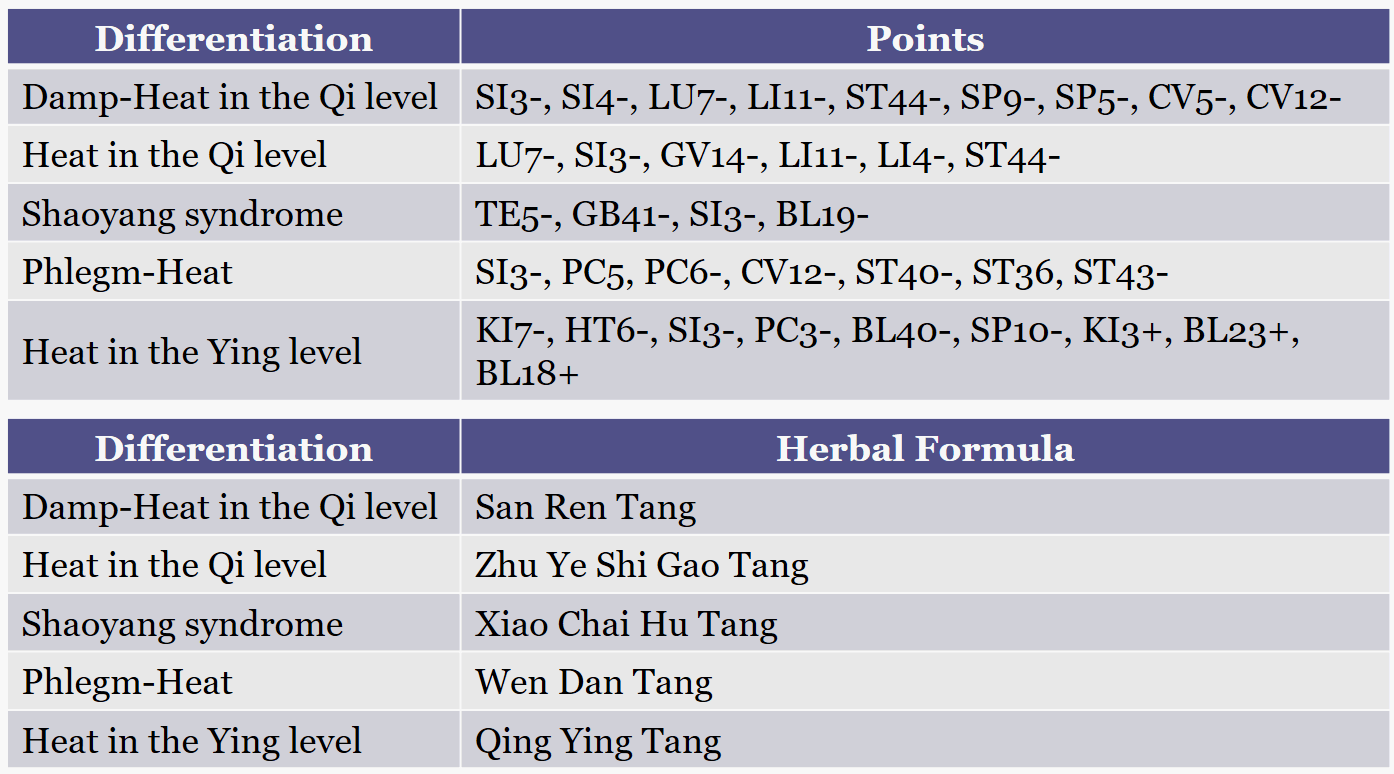 Differentiation Points
Damp-Heat in the Qi level SI3-, SI4-, LU7-, LI11-, ST44-, SP9-, SP5-, CV5-, CV12-
Heat in the Qi level LU7-, SI3-, GV14-, LI11-, LI4-, ST44-
Shaoyang syndrome TE5-, GB41-, SI3-, BL19-
Phlegm-Heat SI3-, PC5, PC6-, CV12-, ST40-, ST36, ST43-
Heat in the Ying level KI7-, HT6-, SI3-, PC3-, BL40-, SP10-, KI3+, BL23+,
BL18+
Differentiation Herbal Formula
Damp-Heat in the Qi level San Ren Tang
Heat in the Qi level Zhu Ye Shi Gao Tang
Shaoyang syndrome Xiao Chai Hu Tang
Phlegm-Heat Wen Dan Tang
Heat in the Ying level Qing Ying Tang